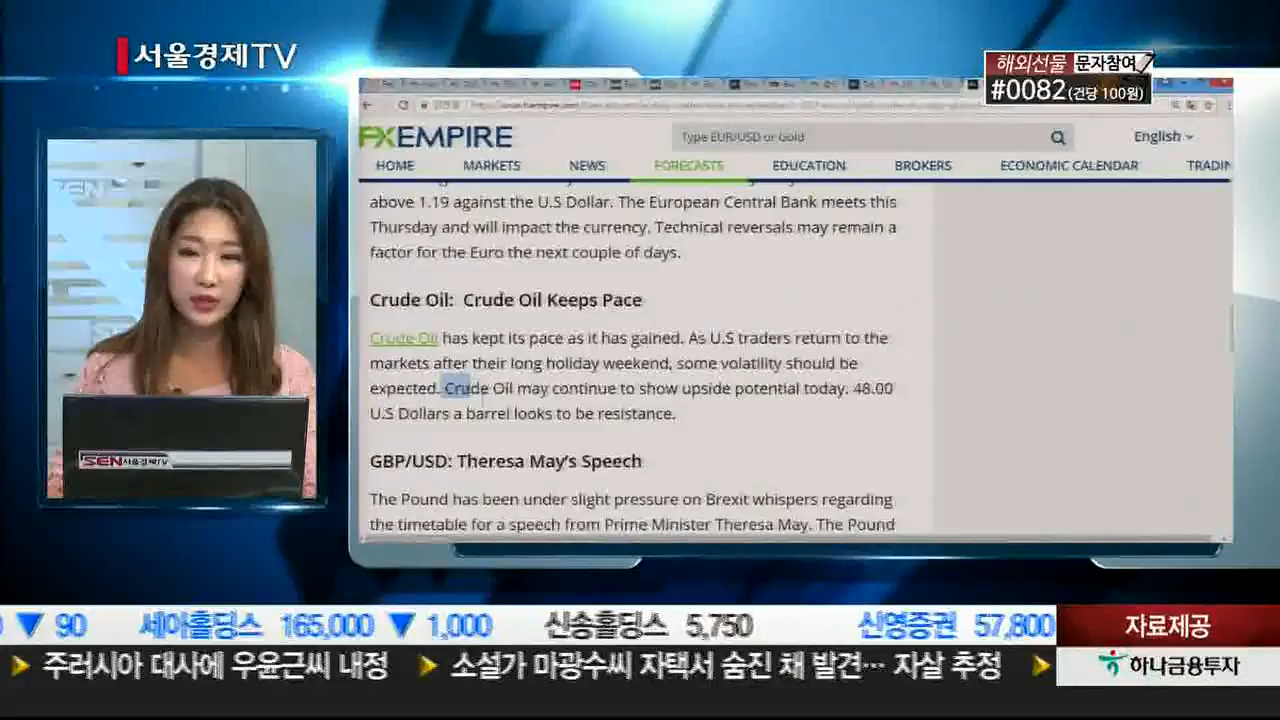 서울경제TV
해외선물 문자참여
#0082(건당 100원)
FXEMPIRE
Type EUR/USD or Gold
English
HOME MARKETS NEWS FORECASTS EDUCATION BROKERS ECONOMIC CALENDAR TRADIN
above 1.19 against the U.S Dollar. The European Central Bank meets this
Thursday and will impact the currency. Technical reversals may remain a
factor for the Euro the next couple of days.
Crude Oil: Crude Oil Keeps Pace
Crude Oil has kept its pace as it has gained. As U.S traders return to the
markets after their long holiday weekend, some volatility should be
expected. Crude Oil may continue to show upside potential today. 48.00
U.S Dollars a barrel looks to be resistance.
GBP/USD: Theresa May's Speech
The Pound has been under slight pressure on Brexit whispers regarding
the timetable for a speech from Prime Minister Theresa May. The Pound
SEN
SEN 서울경제TV
▼ 90 세아홀딩스 165,000 ▼ 1,000 신송홀딩스 5,750 신영증권 57,800
자료제공
주러시아 대사에 우윤근씨 내정 소설가 마광수씨 자택서 숨진 채 발견… 자살 추정
하나금융투자